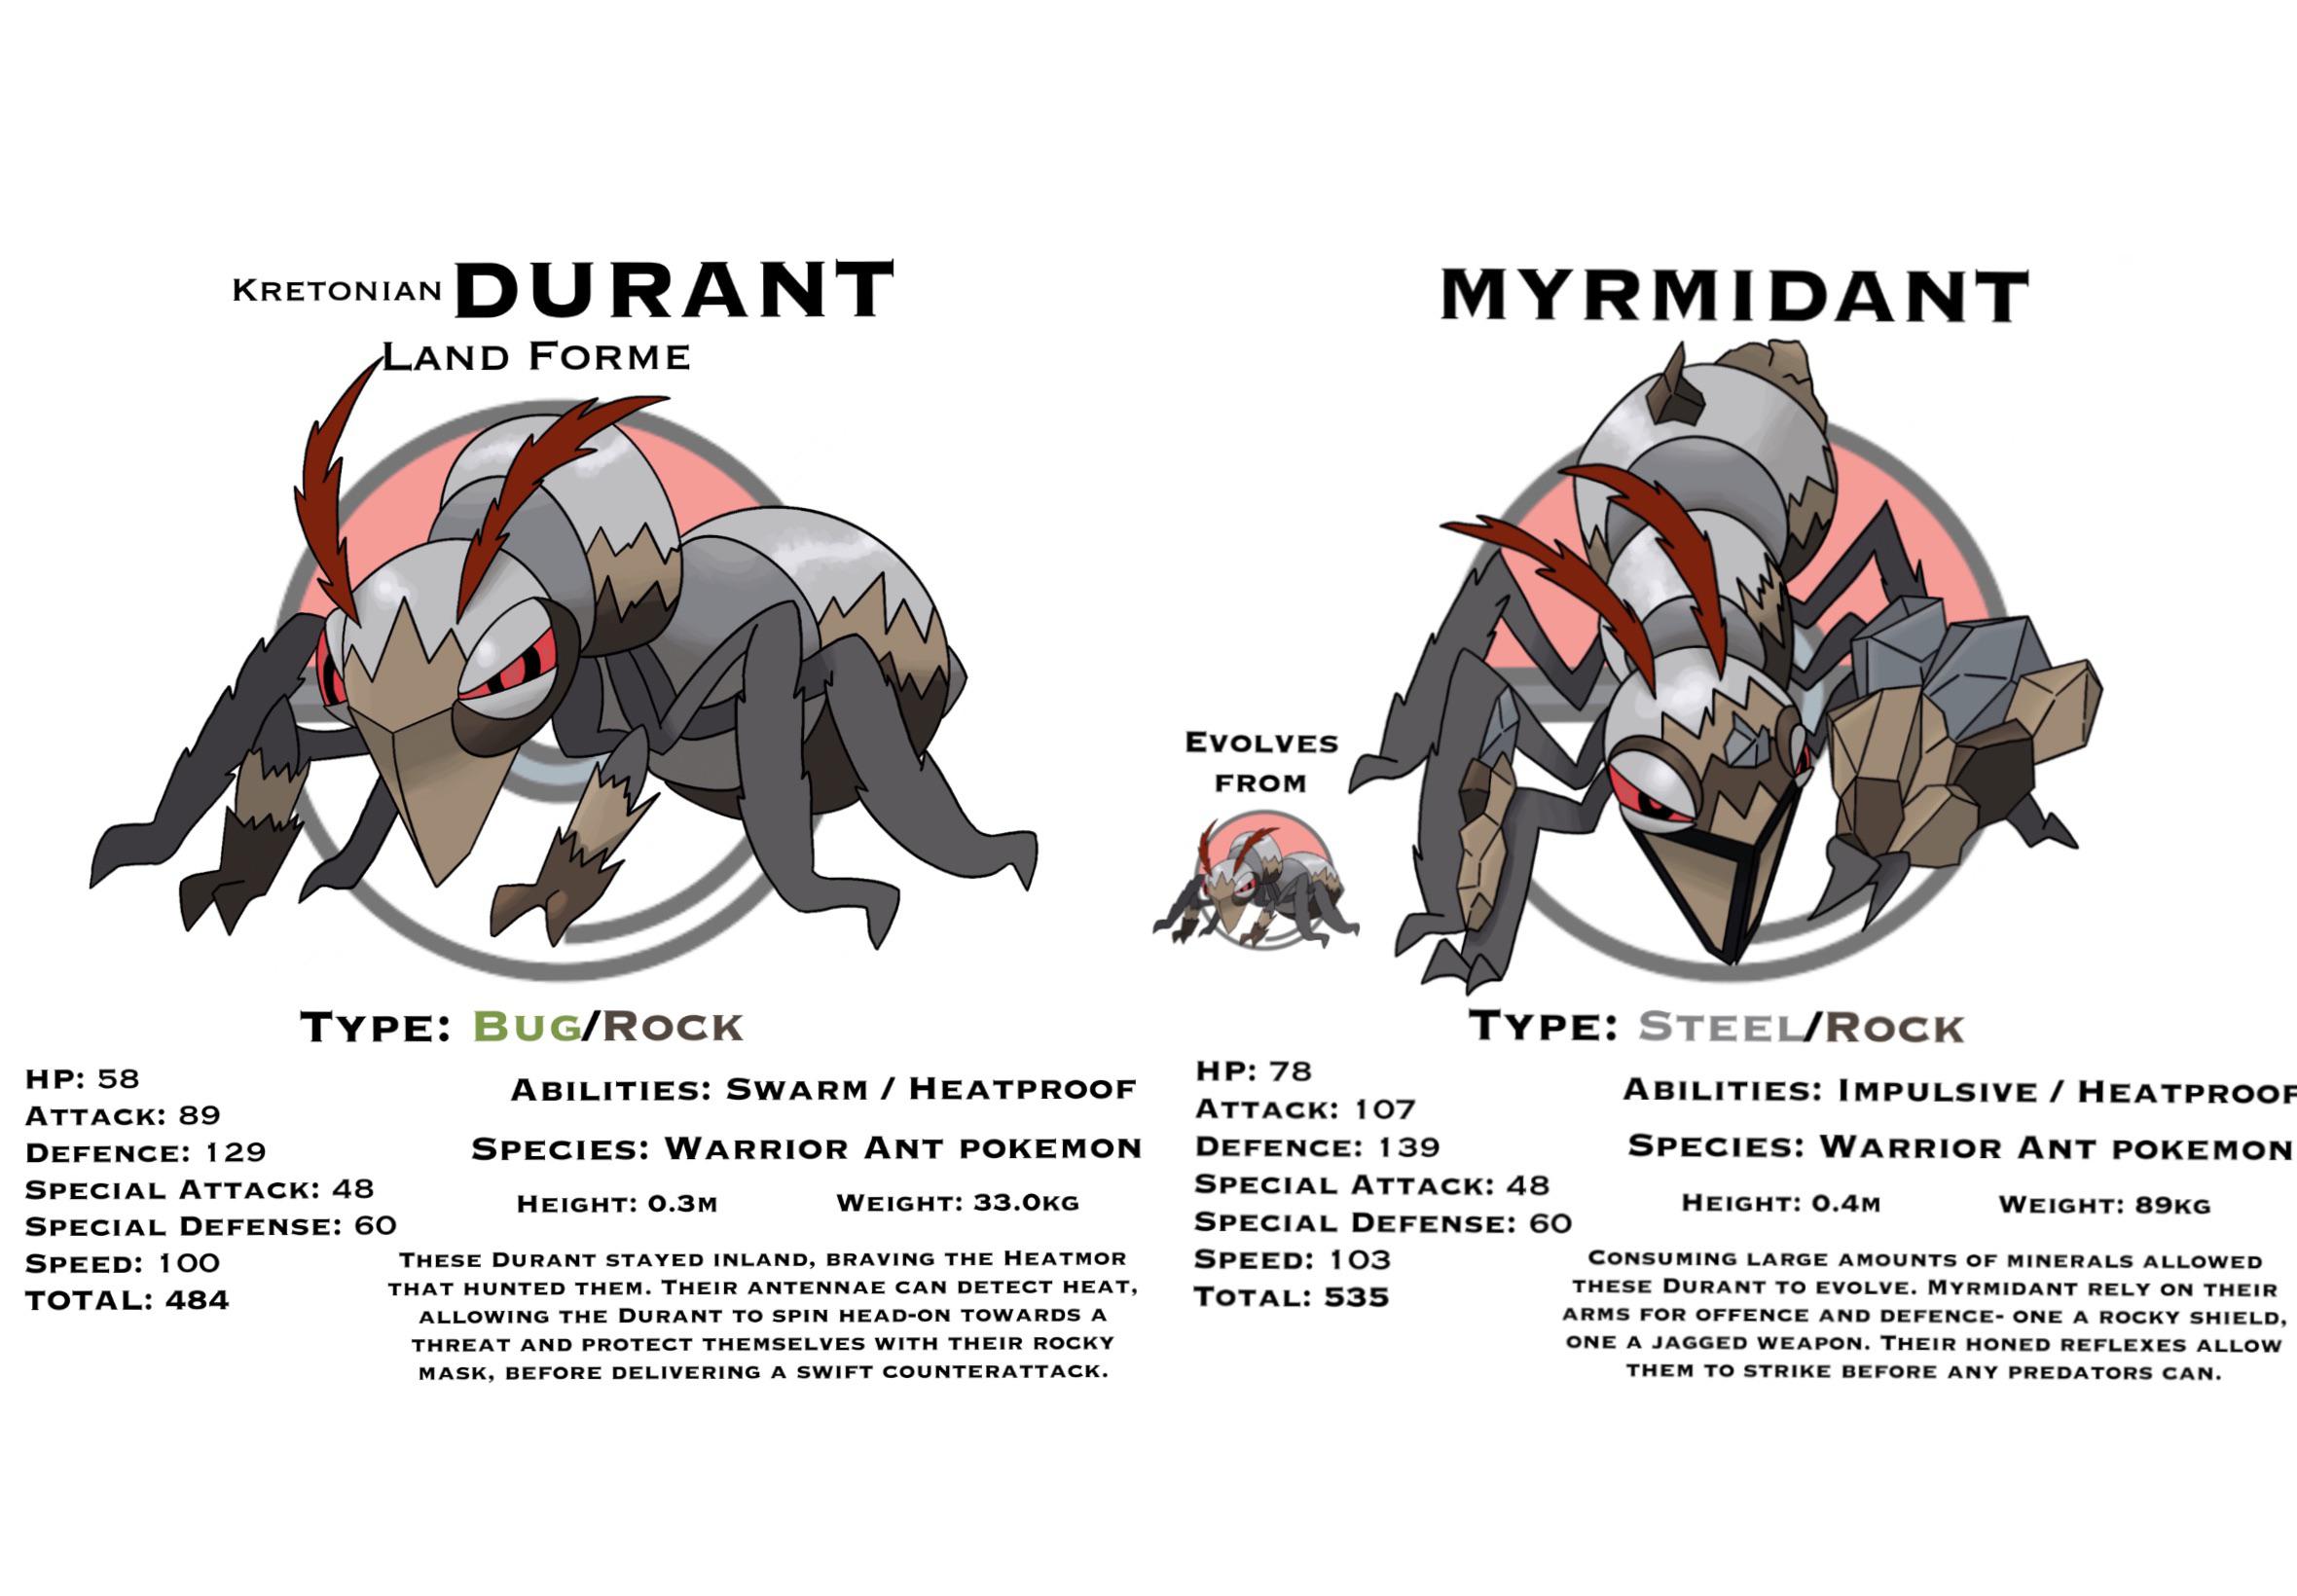 Kretonian DURANT
Land Forme
Type: Bug/Rock
HP: 58
Attack: 89
Defence: 129
Special Attack: 48
Special Defense: 60
Speed: 100
TOTAL: 484
Abilities: Swarm / Heatproof
Species: Warrior Ant pokemon
Height: 0.3m Weight: 33.0kg
These Durant stayed inland, braving the Heatmor
that hunted them. Their antennae can detect heat,
allowing the Durant to spin head-on towards a
threat and protect themselves with their rocky
mask, before delivering a swift counterattack.
MYRMIDANT
Evolves
from
Type: Steel/Rock
HP: 78
Attack: 107
Defence: 139
Special Attack: 48
Special Defense: 60
Speed: 103
Total: 535
Abilities: Impulsive / Heatproof
Species: Warrior Ant pokemon
Height: 0.4m Weight: 89kg
Consuming large amounts of minerals allowed
these Durant to evolve. Myrmidant rely on their
arms for offence and defence- one a rocky shield,
one a jagged weapon. Their honed reflexes allow
them to strike before any predators can.